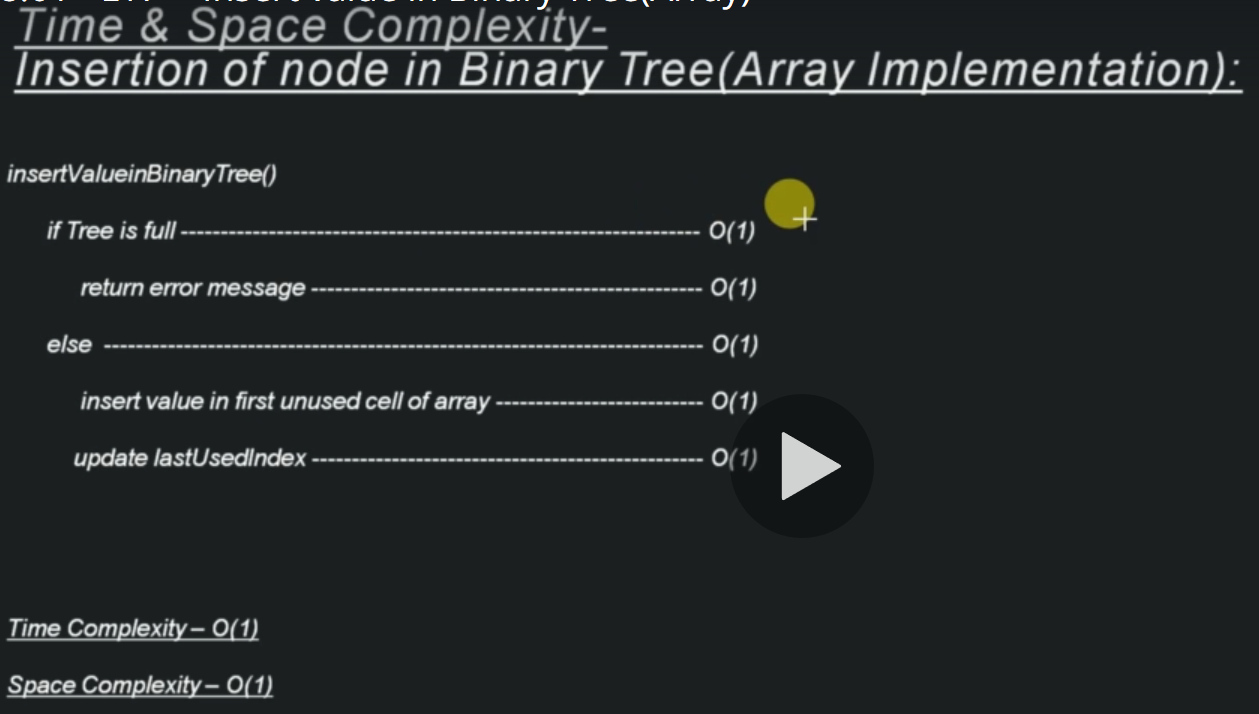 Insert value in Binary Tree(Array)
Time & Space Complexity-
Insertion of node in Binary Tree(Array Implementation):
insertValueinBinaryTree()
if Tree is full ----------------------------------------------------------------- O(1)
return error message ------------------------------------------------ O(1)
else -------------------------------------------------------------------------- O(1)
insert value in first unused cell of array -------------------------- O(1)
update lastUsedIndex ------------------------------------------------ O(1)
Time Complexity – O(1)
Space Complexity – O(1)